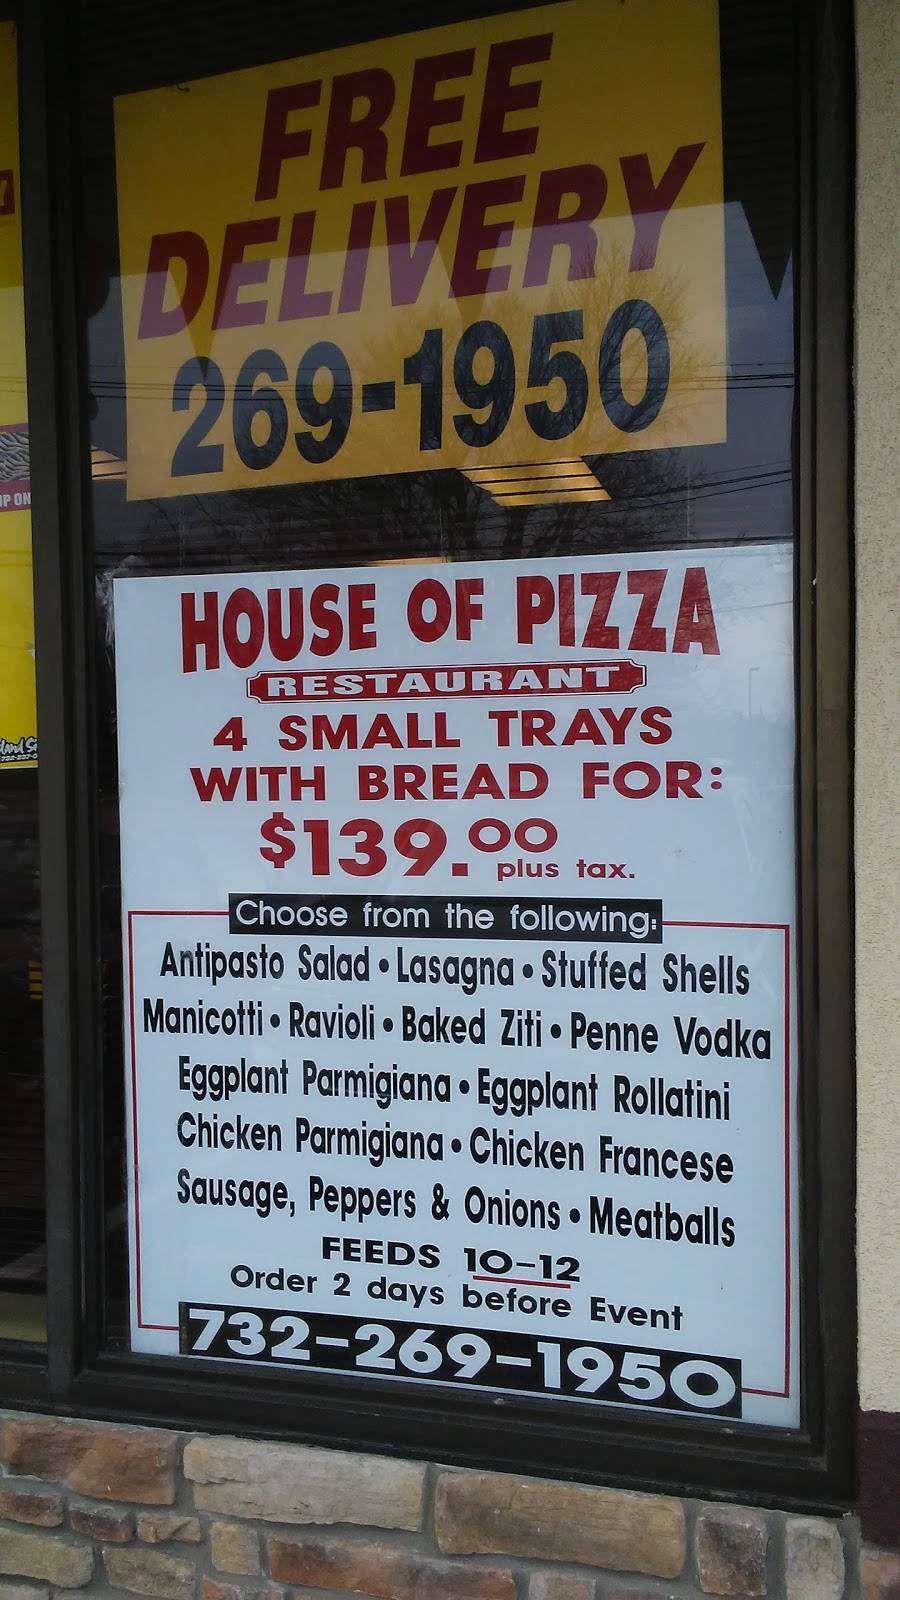 FREE
DELIVERY
269-1950
UP ON
HOUSE OF PIZZA
RESTAURANT
4 SMALL TRAYS
WITH BREAD FOR:
$139.00
plus tax.
Choose from the following:
Antipasto Salad • Lasagna • Stuffed Shells
Manicotti • Ravioli • Baked Ziti • Penne Vodka
Eggplant Parmigiana • Eggplant Rollatini
Chicken Parmigiana • Chicken Francese
Sausage, Peppers & Onions • Meatballs
FEEDS 10-12
Order 2 days before Event
732-269-1950